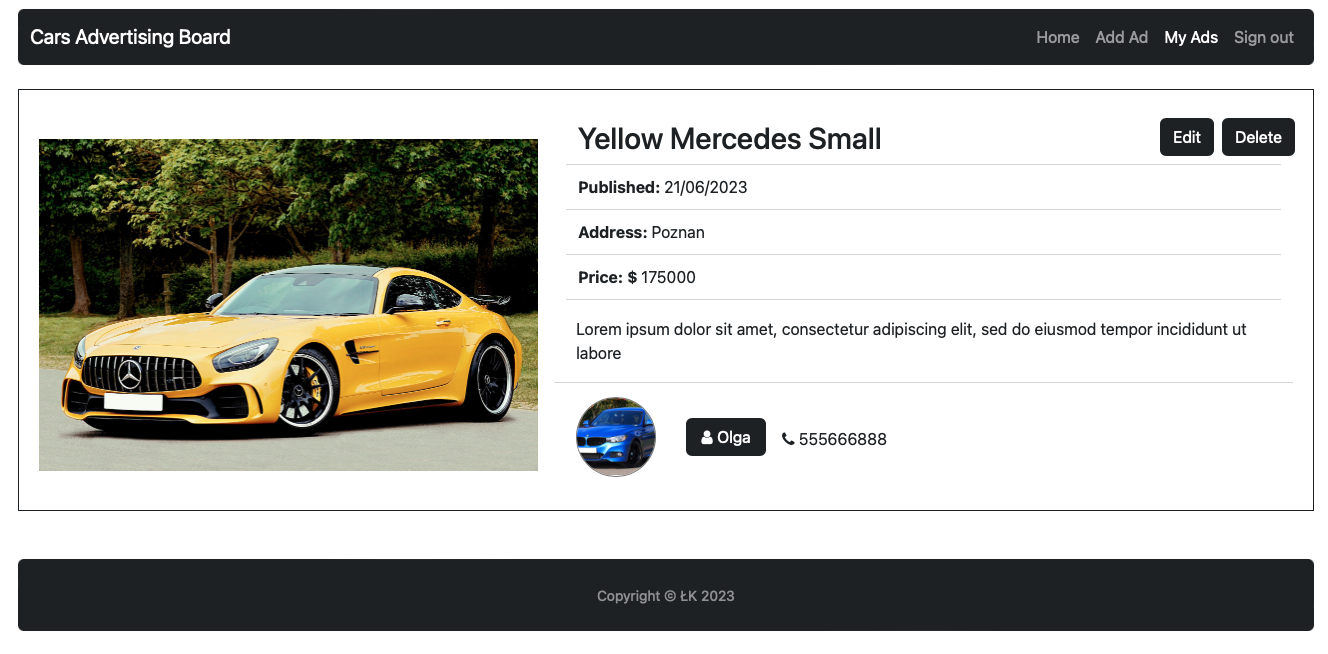 Cars Advertising Board
Home Add Ad My Ads Sign out
Yellow Mercedes Small
Edit Delete
Published: 21/06/2023
Address: Poznan
Price: $ 175000
Lorem ipsum dolor sit amet, consectetur adipiscing elit, sed do eiusmod tempor incididunt ut
labore
Olga
555666888
Copyright © ŁK 2023